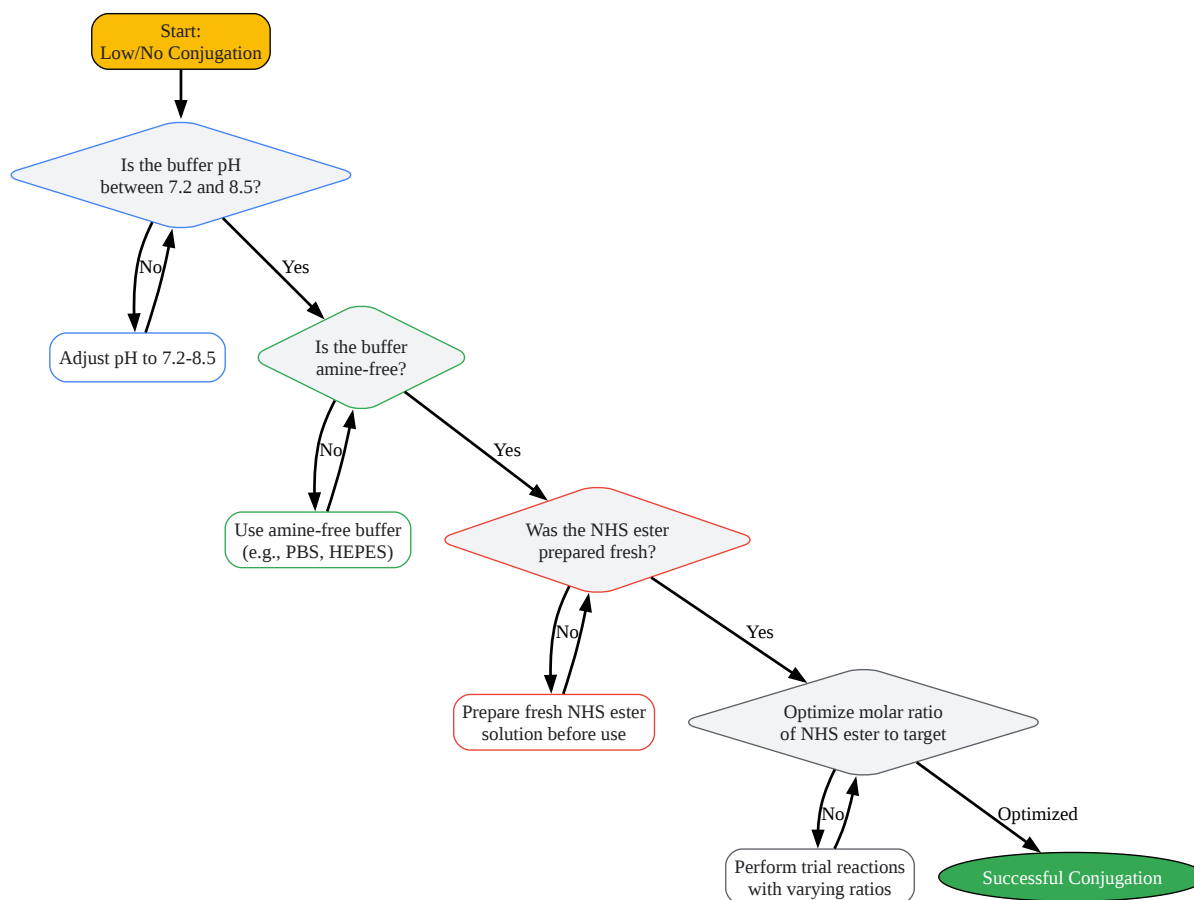 Start:
Low/No Conjugation
Is the buffer pH
between 7.2 and 8.5?
No
Yes
Adjust pH to 7.2-8.5
Is the buffer
amine-free?
No
Yes
Use amine-free buffer
(e.g., PBS, HEPES)
Was the NHS ester
prepared fresh?
No
Yes
Prepare fresh NHS ester
solution before use
Optimize molar ratio
of NHS ester to target
No
Optimized
Perform trial reactions
with varying ratios
Successful Conjugation